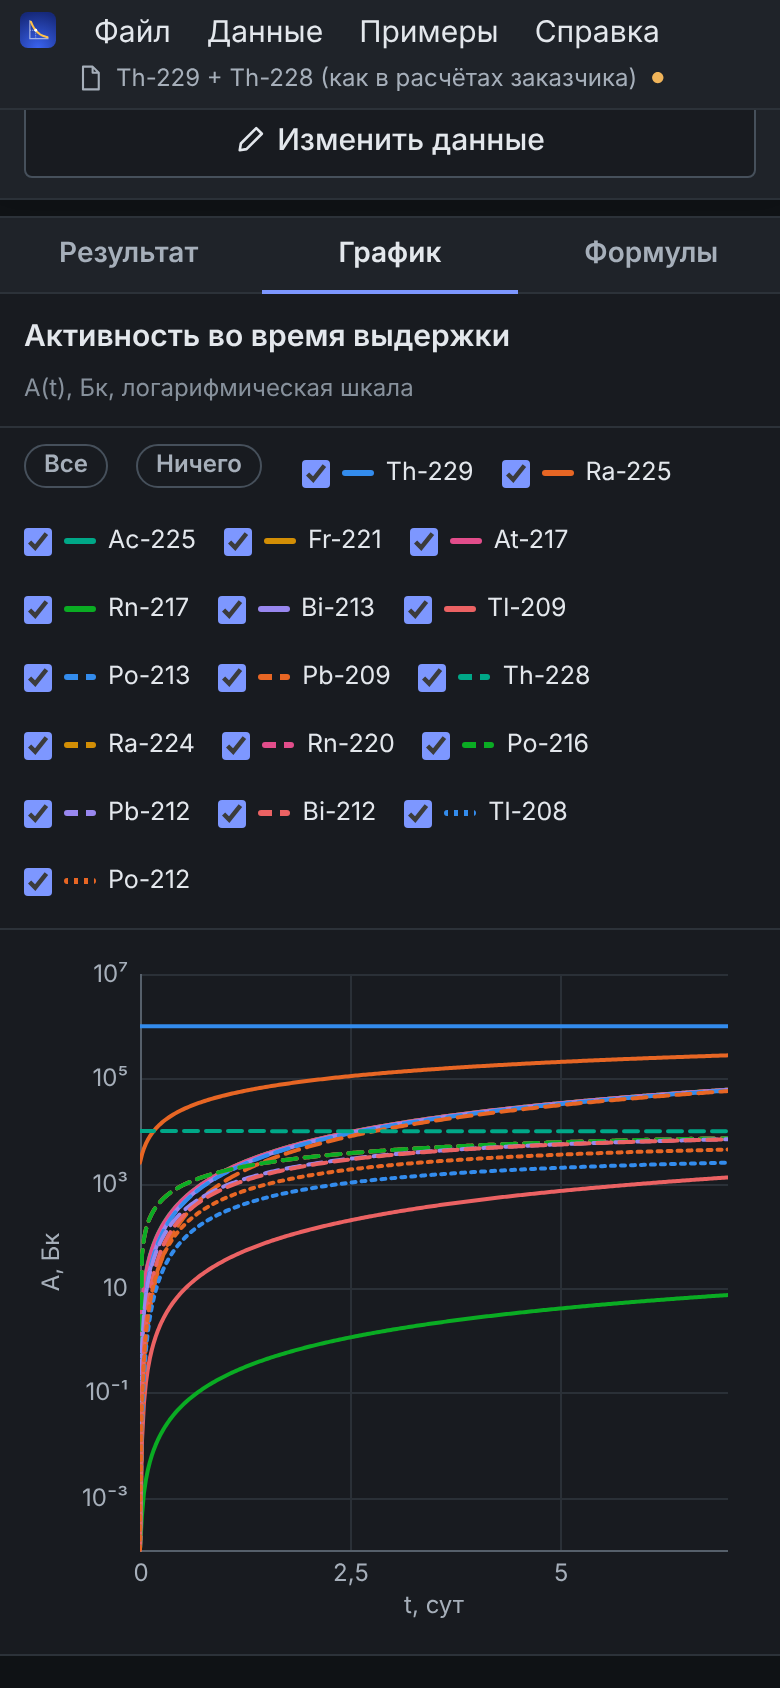 Файл Данные Примеры Справка
Th-229 + Th-228 (как в расчётах заказчика)
Изменить данные
Результат График Формулы
Активность во время выдержки
A(t), Бк, логарифмическая шкала
Все Ничего Th-229 Ra-225
Ac-225 Fr-221 At-217
Rn-217 Bi-213 Tl-209
Po-213 Pb-209 Th-228
Ra-224 Rn-220 Po-216
Pb-212 Bi-212 Tl-208
Po-212
10⁷
10⁵
10³
10
10⁻¹
10⁻³
A, Бк
0 2,5 5
t, сут